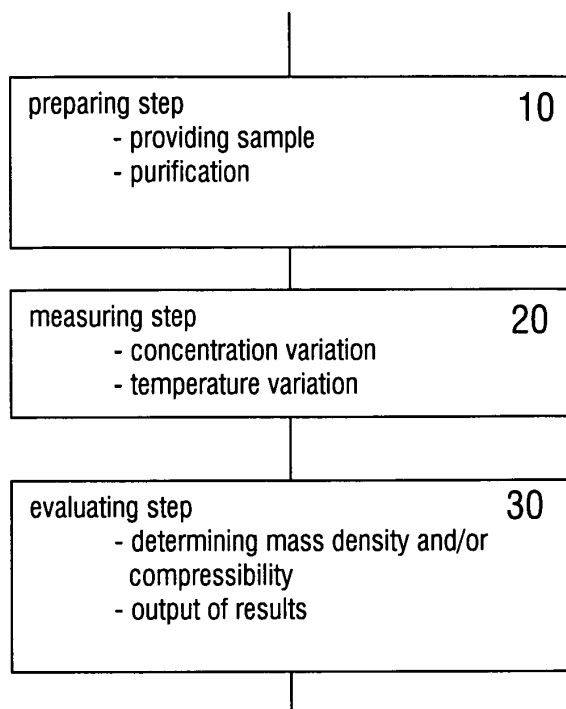 preparing step 10
- providing sample
- purification
measuring step 20
- concentration variation
- temperature variation
evaluating step 30
- determining mass density and/or
compressibility
- output of results